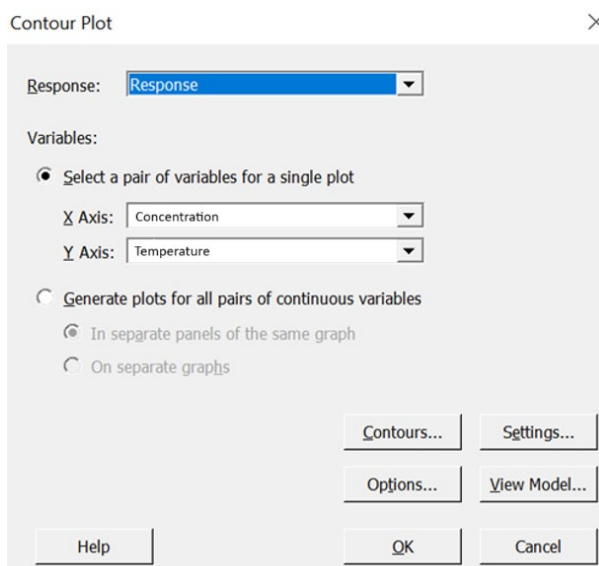 Contour Plot
Response: Response
Variables:
Select a pair of variables for a single plot
X Axis: Concentration
Y Axis: Temperature
Generate plots for all pairs of continuous variables
In separate panels of the same graph
On separate graphs
Contours... Settings...
Options... View Model...
Help OK Cancel